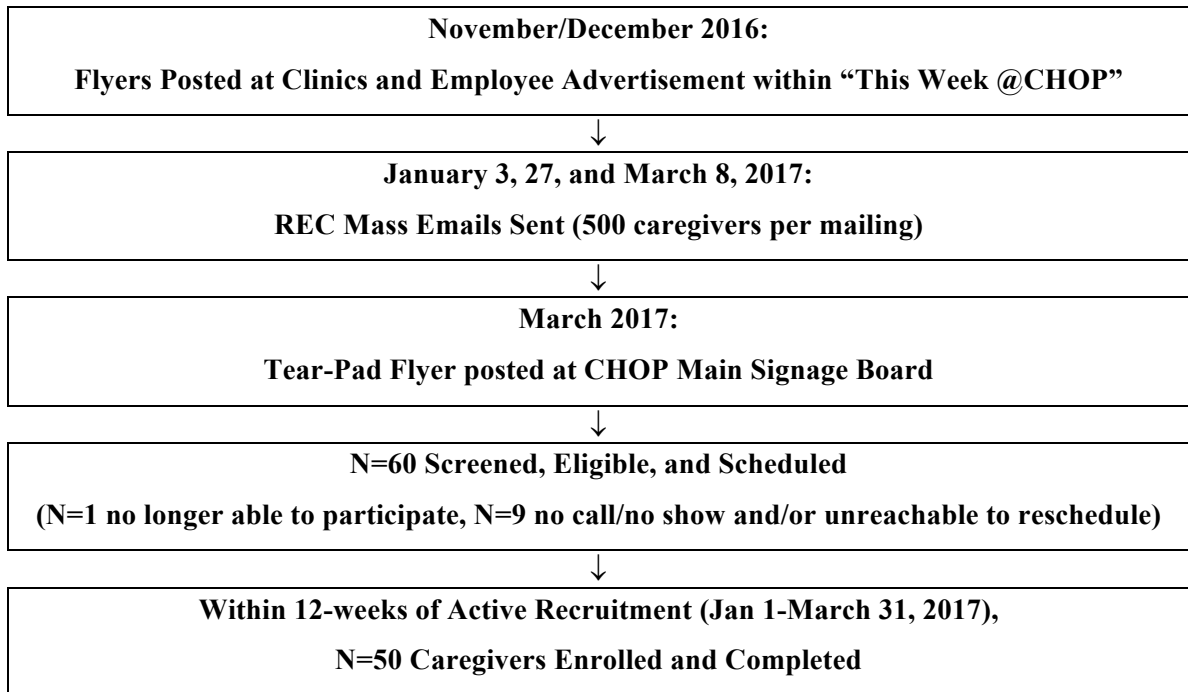 November/December 2016:
Flyers Posted at Clinics and Employee Advertisement within “This Week @CHOP”
↓
January 3, 27, and March 8, 2017:
REC Mass Emails Sent (500 caregivers per mailing)
↓
March 2017:
Tear-Pad Flyer posted at CHOP Main Signage Board
↓
N=60 Screened, Eligible, and Scheduled
(N=1 no longer able to participate, N=9 no call/no show and/or unreachable to reschedule)
↓
Within 12-weeks of Active Recruitment (Jan 1-March 31, 2017),
N=50 Caregivers Enrolled and Completed